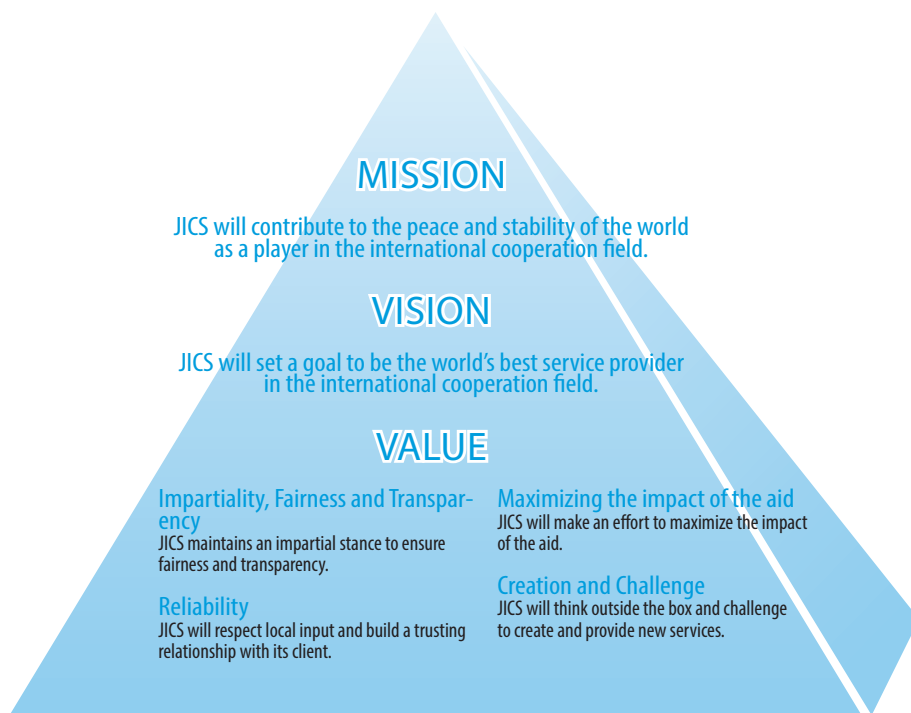 MISSION
JICS will contribute to the peace and stability of the world
as a player in the international cooperation field.
VISION
JICS will set a goal to be the world's best service provider
in the international cooperation field.
VALUE
Impartiality, Fairness and Transpar-
ency
JICS maintains an impartial stance to ensure
fairness and transparency.
Reliability
JICS will respect local input and build a trusting
relationship with its client.
Maximizing the impact of the aid
JICS will make an effort to maximize the impact
of the aid.
Creation and Challenge
JICS will think outside the box and challenge
to create and provide new services.